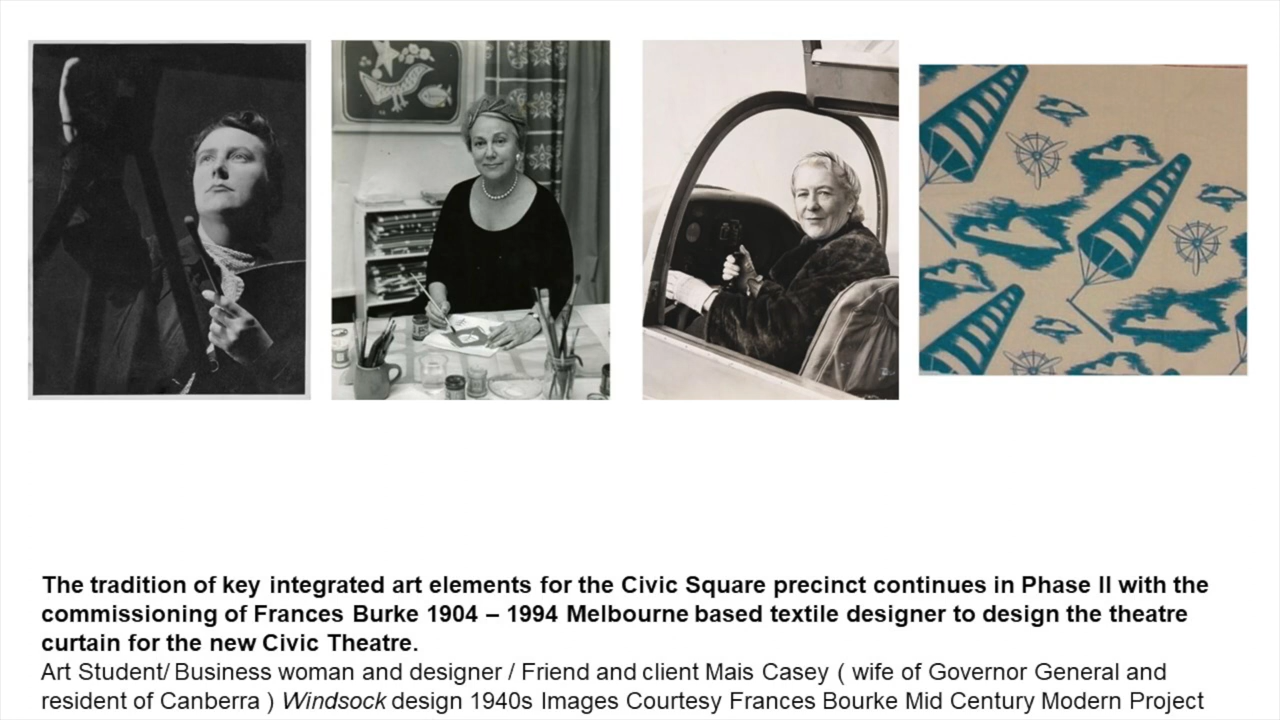 The tradition of key integrated art elements for the Civic Square precinct continues in Phase II with the
commissioning of Frances Burke 1904 – 1994 Melbourne based textile designer to design the theatre
curtain for the new Civic Theatre.
Art Student/ Business woman and designer / Friend and client Mais Casey ( wife of Governor General and
resident of Canberra ) Windsock design 1940s Images Courtesy Frances Bourke Mid Century Modern Project